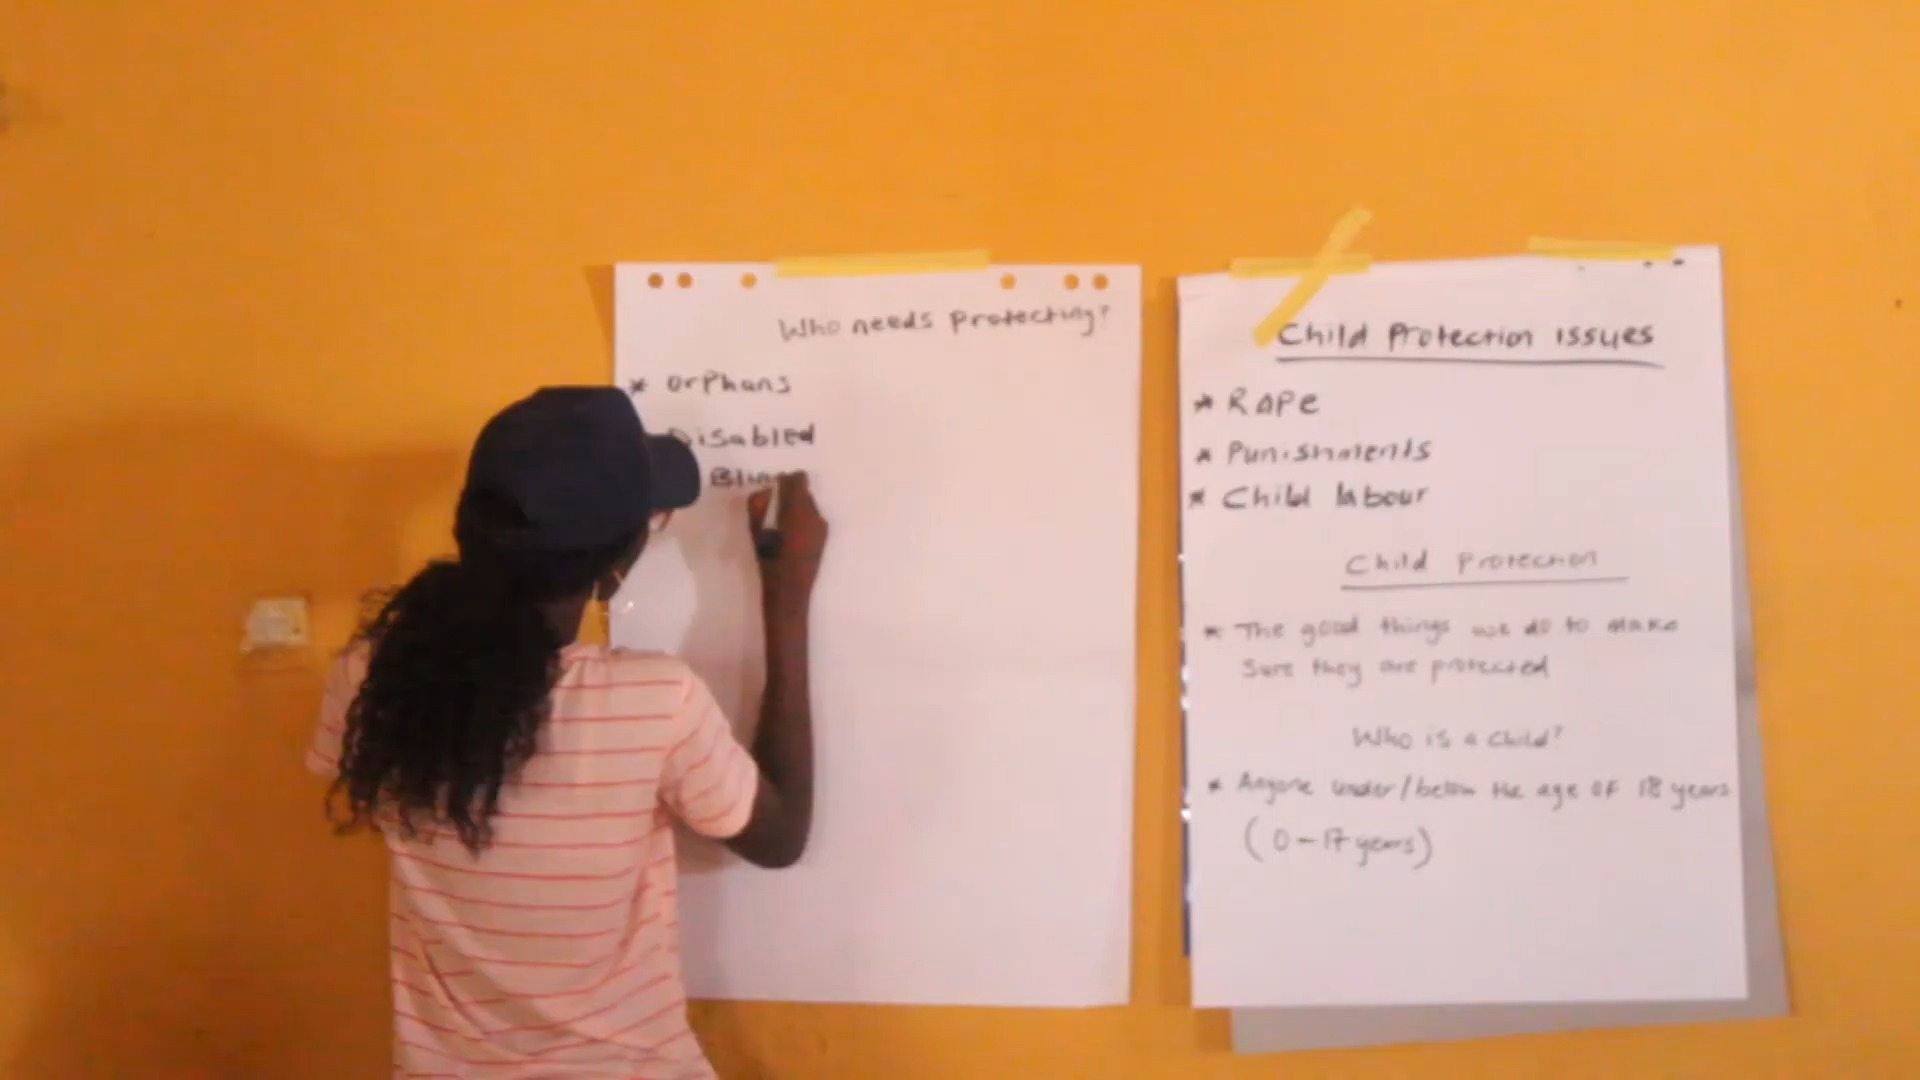 Who needs protecting?
* Orphans
Disabled
Child Protection Issues
* Rape
* Punishments
* Child labour
Child Protection
* The good things we do to make
sure they are protected
Who is a child?
* Anyone under/below the age of 18 years
(0-17 years)